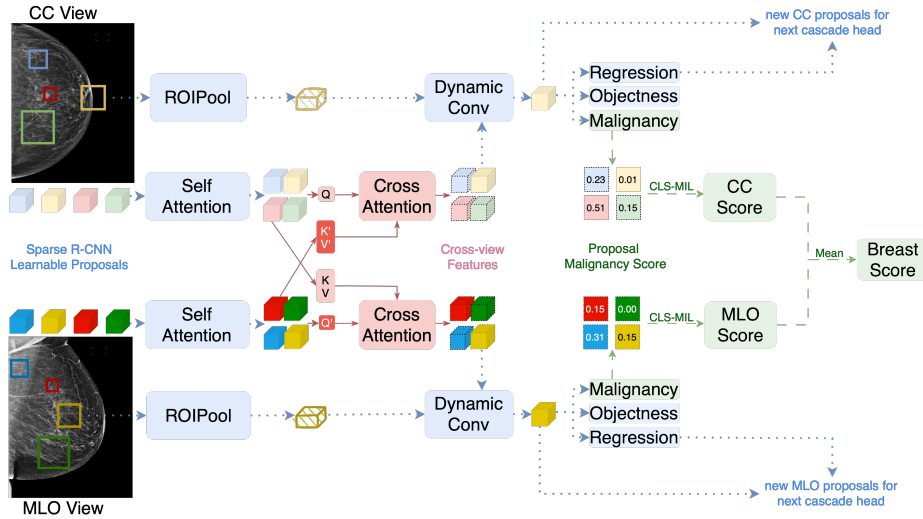 CC View
new CC proposals for
next cascade head
ROIPool
Dynamic
Conv
Regression
Objectness
Malignancy
Self
Attention
Q
Cross
Attention
0.23
0.01
0.51
0.15
CLS-MIL
CC
Score
Sparse R-CNN
Learnable Proposals
K'
V'
K
V
Cross-view
Features
Proposal
Malignancy Score
Mean
Breast
Score
Self
Attention
Q'
Cross
Attention
0.15
0.00
0.31
0.15
CLS-MIL
MLO
Score
ROIPool
Dynamic
Conv
Malignancy
Objectness
Regression
new MLO proposals for
next cascade head
MLO View